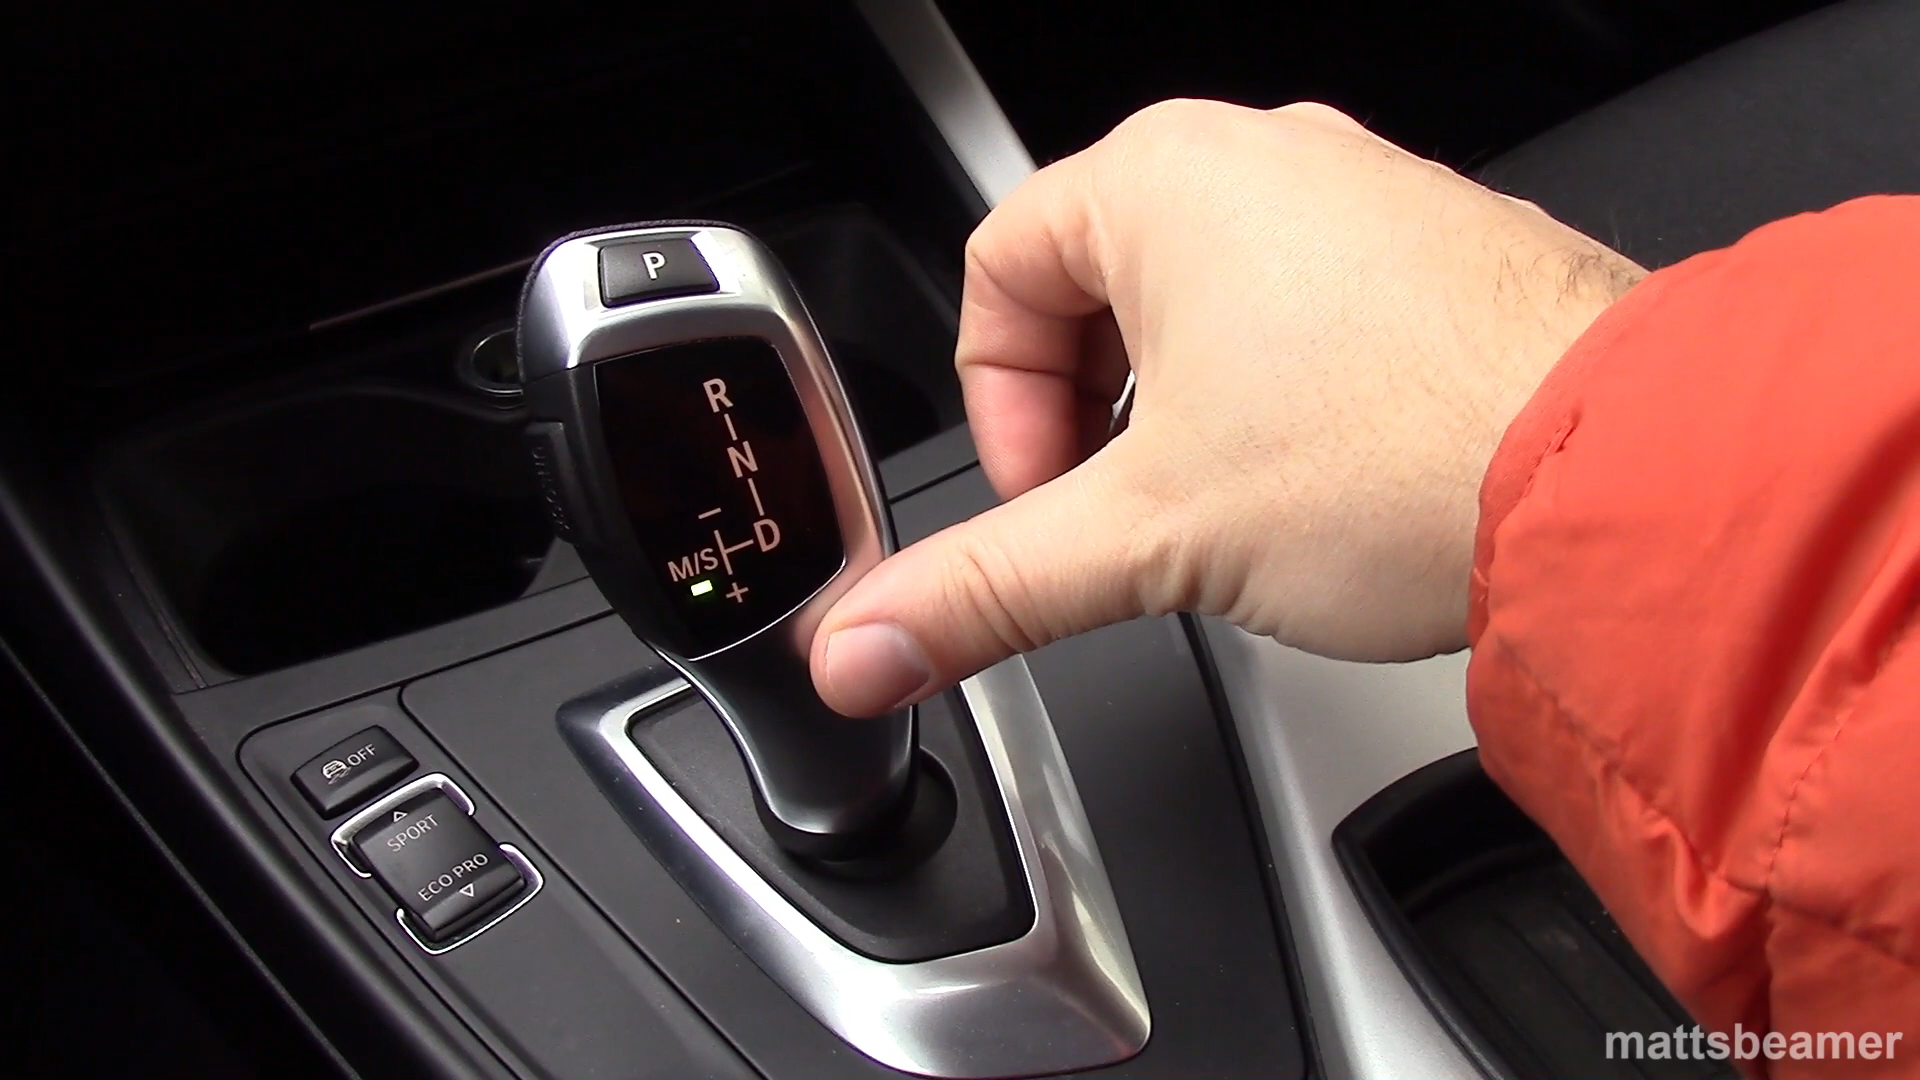 P
R
N
D
−
M/S
+
OFF
SPORT
ECO PRO
mattsbeamer